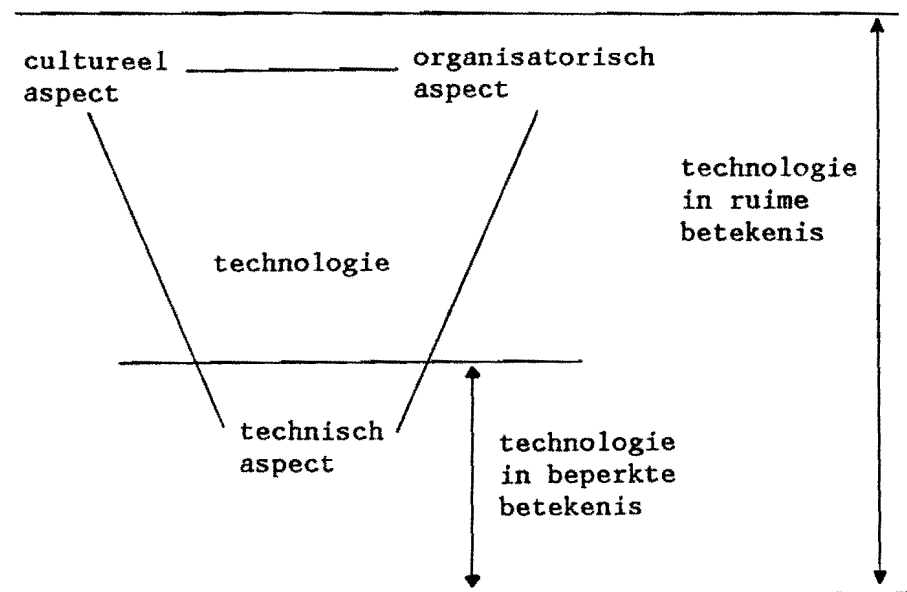 cultureel
aspect
organisatorisch
aspect
technologie
in ruime
betekenis
technologie
technisch
aspect
technologie
in beperkte
betekenis